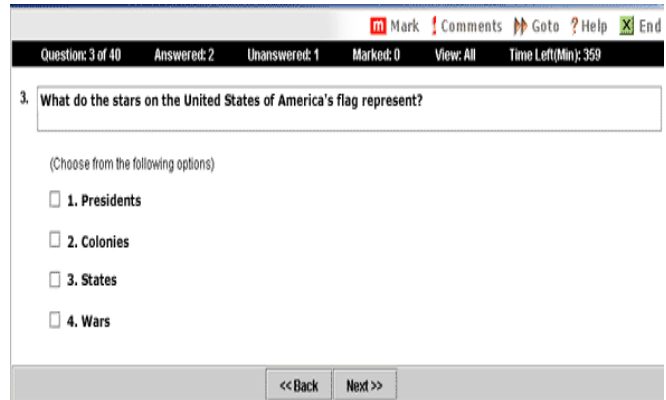 m Mark ! Comments Goto ? Help X End
Question: 3 of 40 Answered: 2 Unanswered: 1 Marked: 0 View: All Time Left(Min): 359
3. What do the stars on the United States of America's flag represent?
(Choose from the following options)
1. Presidents
2. Colonies
3. States
4. Wars
<< Back Next >>